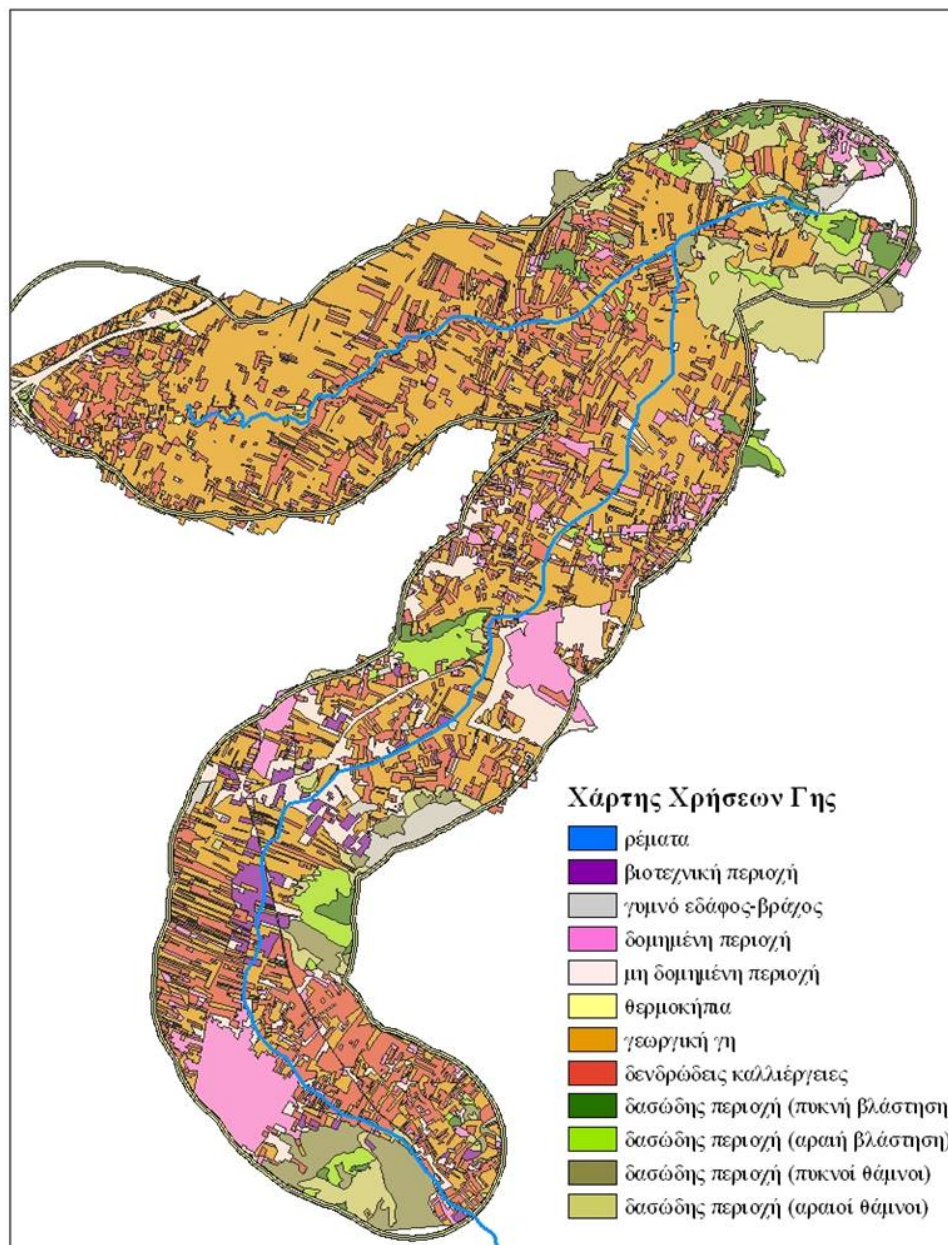 Χάρτης Χρήσεων Γης
ρέματα
βιοτεχνική περιοχή
γυμνό εδάφος-βράχος
δομημένη περιοχή
μη δομημένη περιοχή
θερμοκήπια
γεωργική γη
δενδρώδεις καλλιέργειες
δασώδης περιοχή (πυκνή βλάστηση
δασώδης περιοχή (αραιή βλάστηση)
δασώδης περιοχή (πυκνοί θάμνοι)
δασώδης περιοχή (αραιοί θάμνοι)